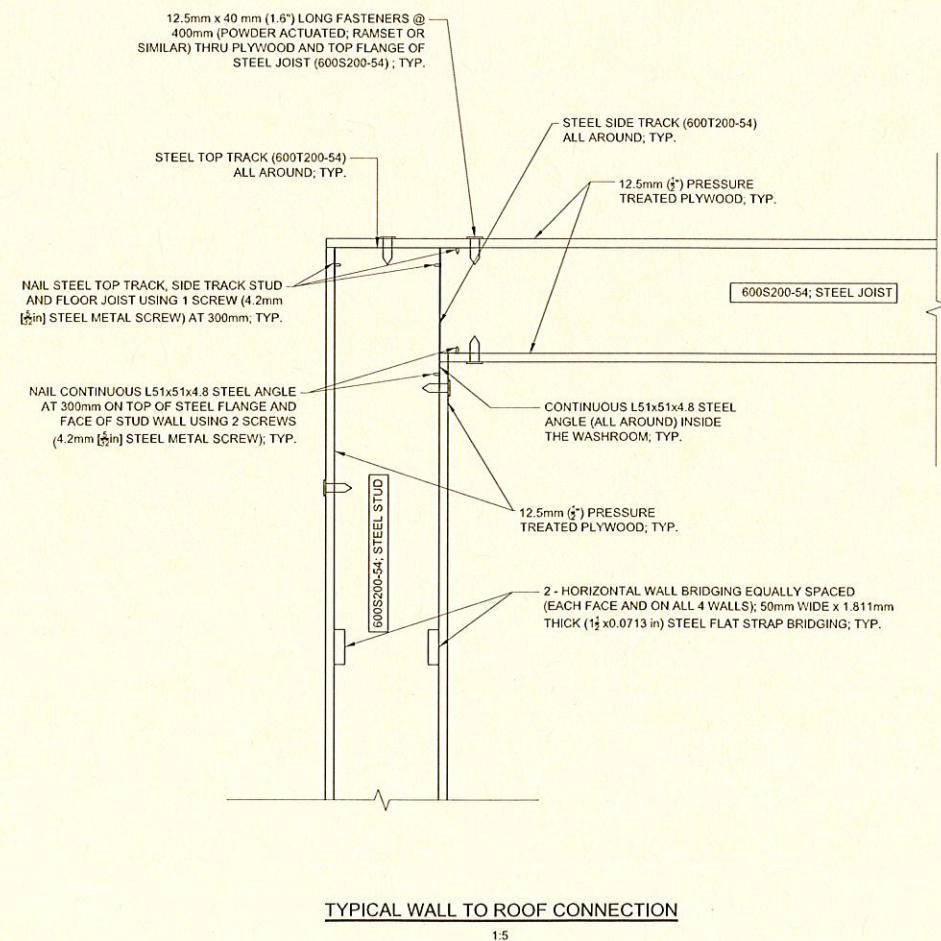 12.5mm x 40 mm (1.6") LONG FASTENERS @
400mm (POWDER ACTUATED; RAMSET OR
SIMILAR) THRU PLYWOOD AND TOP FLANGE OF
STEEL JOIST (600S200-54) ; TYP.
STEEL SIDE TRACK (600T200-54)
ALL AROUND; TYP.
STEEL TOP TRACK (600T200-54)
ALL AROUND; TYP.
12.5mm (½") PRESSURE
TREATED PLYWOOD; TYP.
NAIL STEEL TOP TRACK, SIDE TRACK STUD
AND FLOOR JOIST USING 1 SCREW (4.2mm
[5/32in] STEEL METAL SCREW) AT 300mm; TYP.
600S200-54; STEEL JOIST
NAIL CONTINUOUS L51x51x4.8 STEEL ANGLE
AT 300mm ON TOP OF STEEL FLANGE AND
FACE OF STUD WALL USING 2 SCREWS
(4.2mm [5/32in] STEEL METAL SCREW); TYP.
CONTINUOUS L51x51x4.8 STEEL
ANGLE (ALL AROUND) INSIDE
THE WASHROOM; TYP.
600S200-54; STEEL STUD
12.5mm (½") PRESSURE
TREATED PLYWOOD; TYP.
2 - HORIZONTAL WALL BRIDGING EQUALLY SPACED
(EACH FACE AND ON ALL 4 WALLS); 50mm WIDE x 1.811mm
THICK (1½ x0.0713 in) STEEL FLAT STRAP BRIDGING; TYP.
TYPICAL WALL TO ROOF CONNECTION
1:5